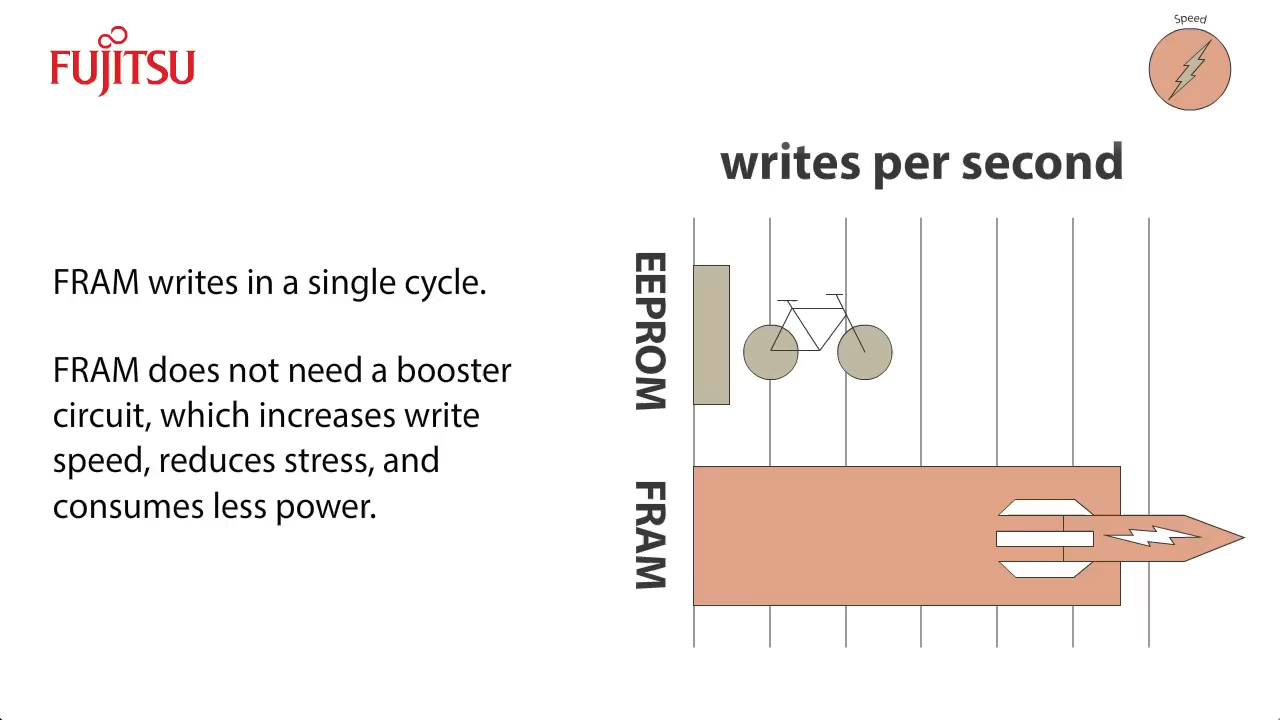 FUJITSU
Speed
writes per second
FRAM writes in a single cycle.
FRAM does not need a booster
circuit, which increases write
speed, reduces stress, and
consumes less power.
EEPROM
FRAM